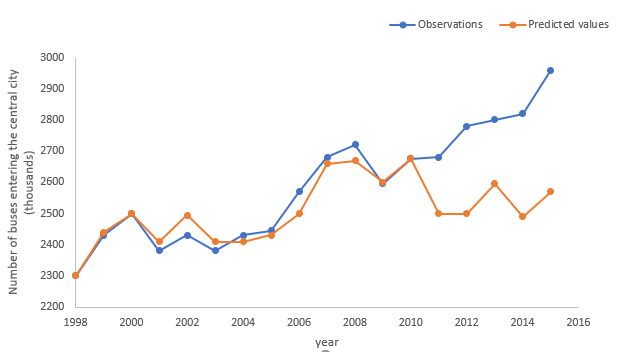 Observations Predicted values
Number of buses entering the central city
(thousands)
3000
2900
2800
2700
2600
2500
2400
2300
2200
1998 2000 2002 2004 2006 2008 2010 2012 2014 2016
year